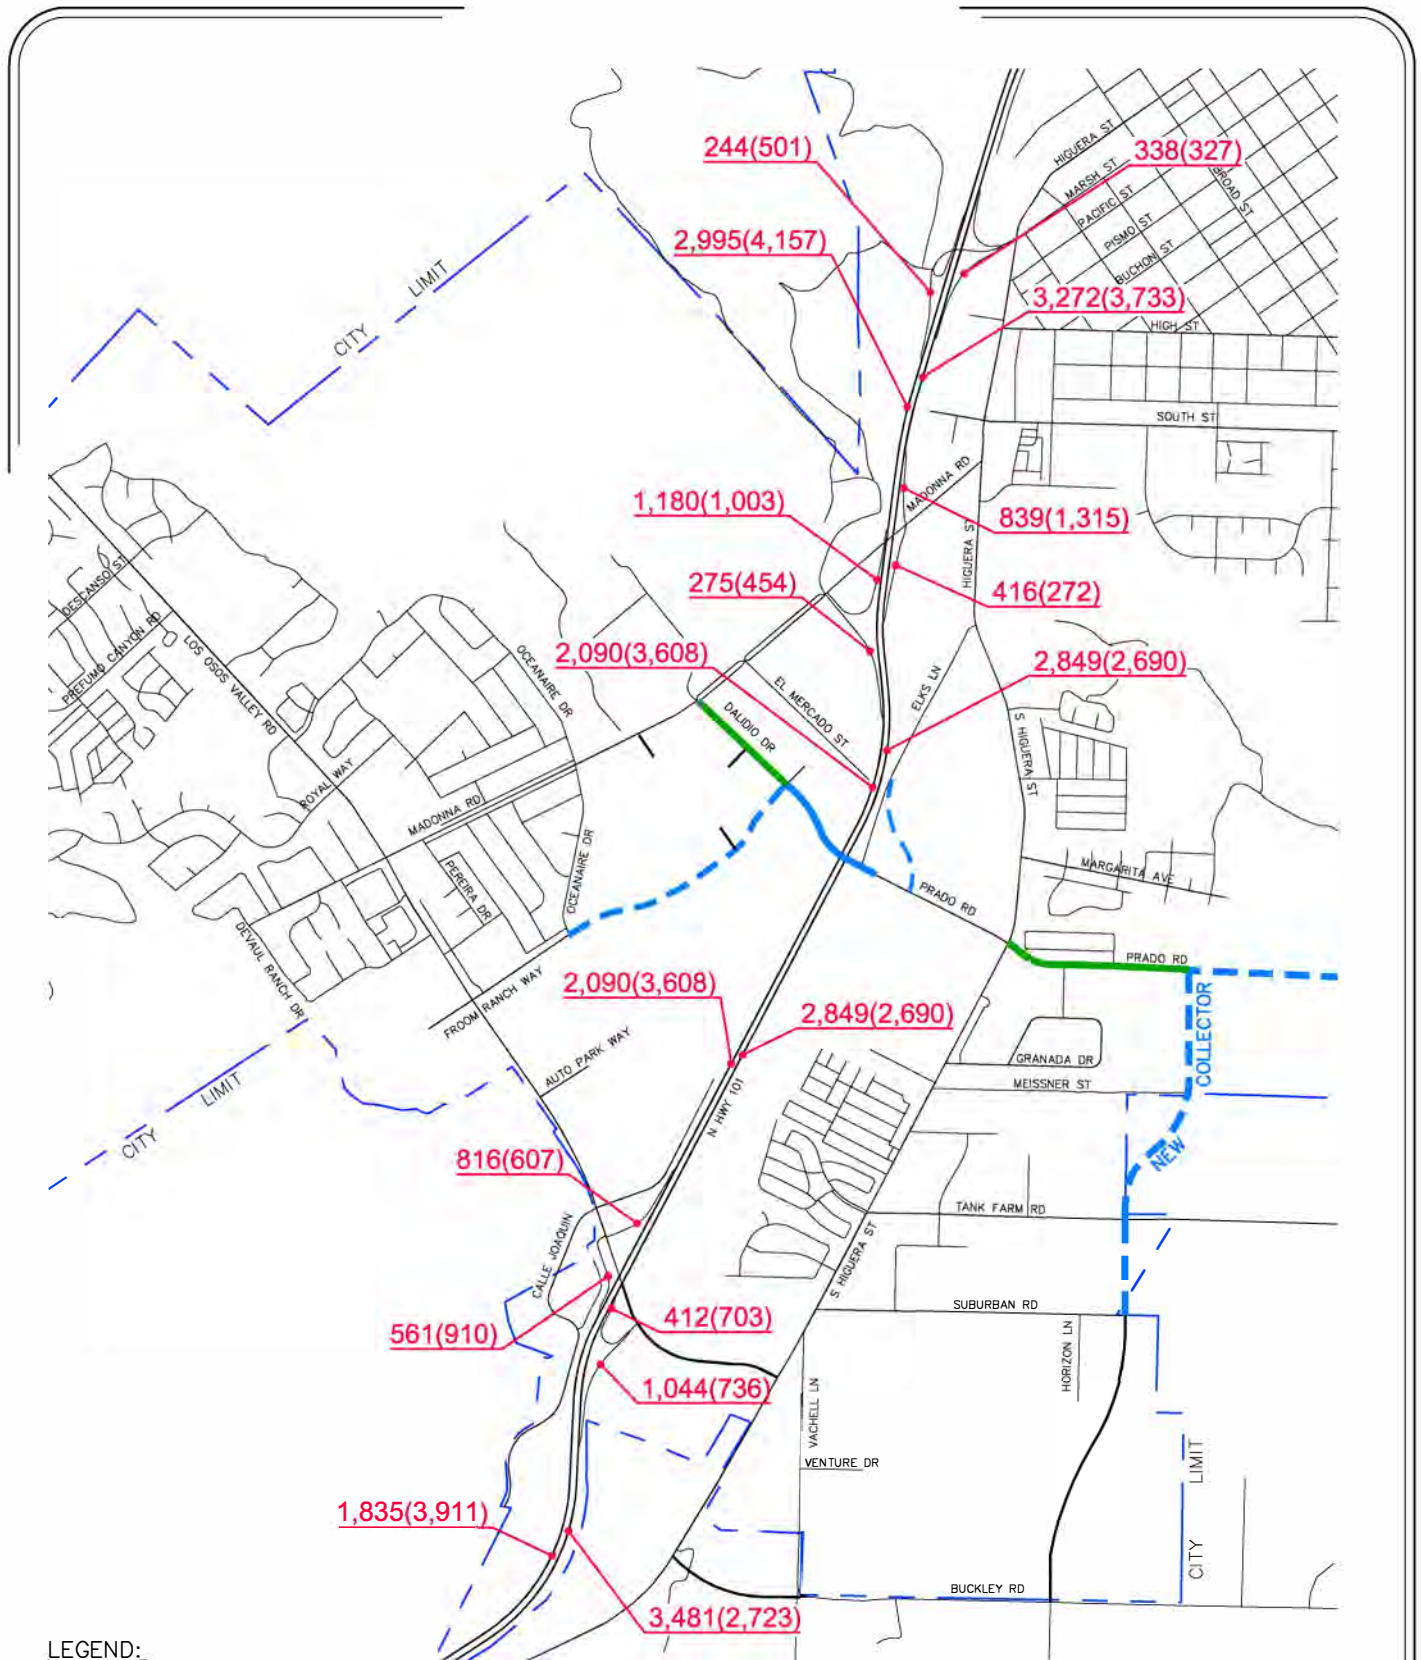 HIGUERA ST
244(501)
338(327)
MARSH ST
BROAD ST
PACIFIC ST
PISMO ST
2,995(4,157)
BUCHON ST
LIMIT
CITY
3,272(3,733)
HIGH ST
SOUTH ST
MADONNA RD
1,180(1,003)
839(1,315)
HIGUERA ST
DESCANSO ST
275(454)
416(272)
PREFUMO CANYON RD
LOS OSOS VALLEY RD
OCEANAIRE DR
2,090(3,608)
2,849(2,690)
ELKS LN
EL MERCADO ST
DALIDIO DR
S HIGUERA ST
ROYAL WAY
MADONNA RD
OCEANAIRE DR
PEREIRA DR
MARGARITA AVE
PRADO RD
DEVAUL RANCH DR
PRADO RD
2,090(3,608)
FROOM RANCH WAY
2,849(2,690)
COLLECTOR
AUTO PARK WAY
GRANADA DR
MEISSNER ST
LIMIT
CITY
N HWY 101
NEW
816(607)
TANK FARM RD
CALLE JOAQUIN
S HIGUERA ST
SUBURBAN RD
412(703)
561(910)
HORIZON LN
1,044(736)
VACHELL LN
VENTURE DR
LIMIT
CITY
1,835(3,911)
BUCKLEY RD
3,481(2,723)
LEGEND: